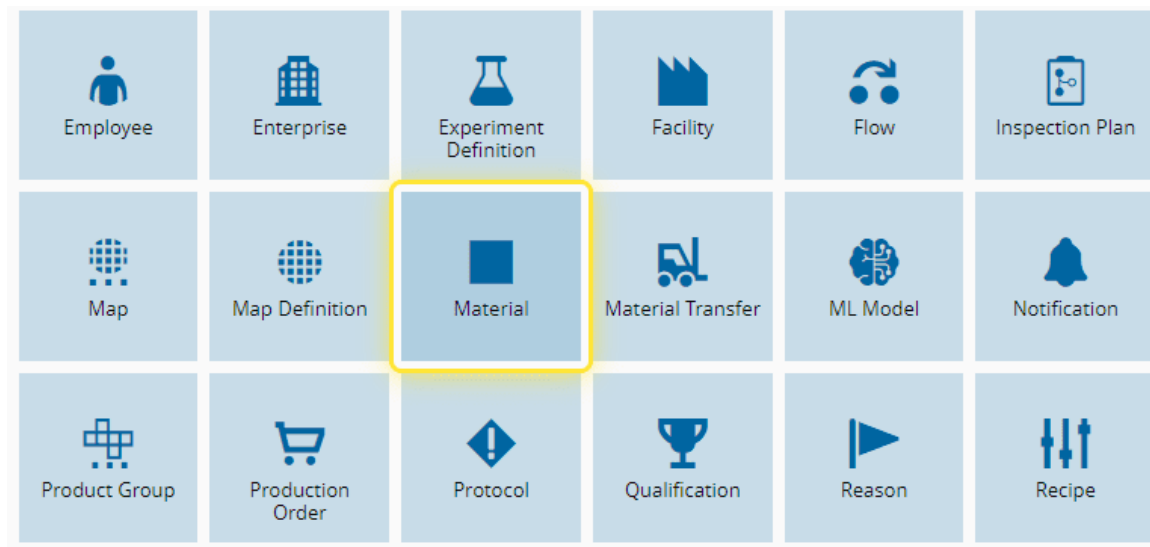 Employee
Enterprise
Experiment
Definition
Facility
Flow
Inspection Plan
Map
Map Definition
Material
Material Transfer
ML Model
Notification
Product Group
Production
Order
Protocol
Qualification
Reason
Recipe